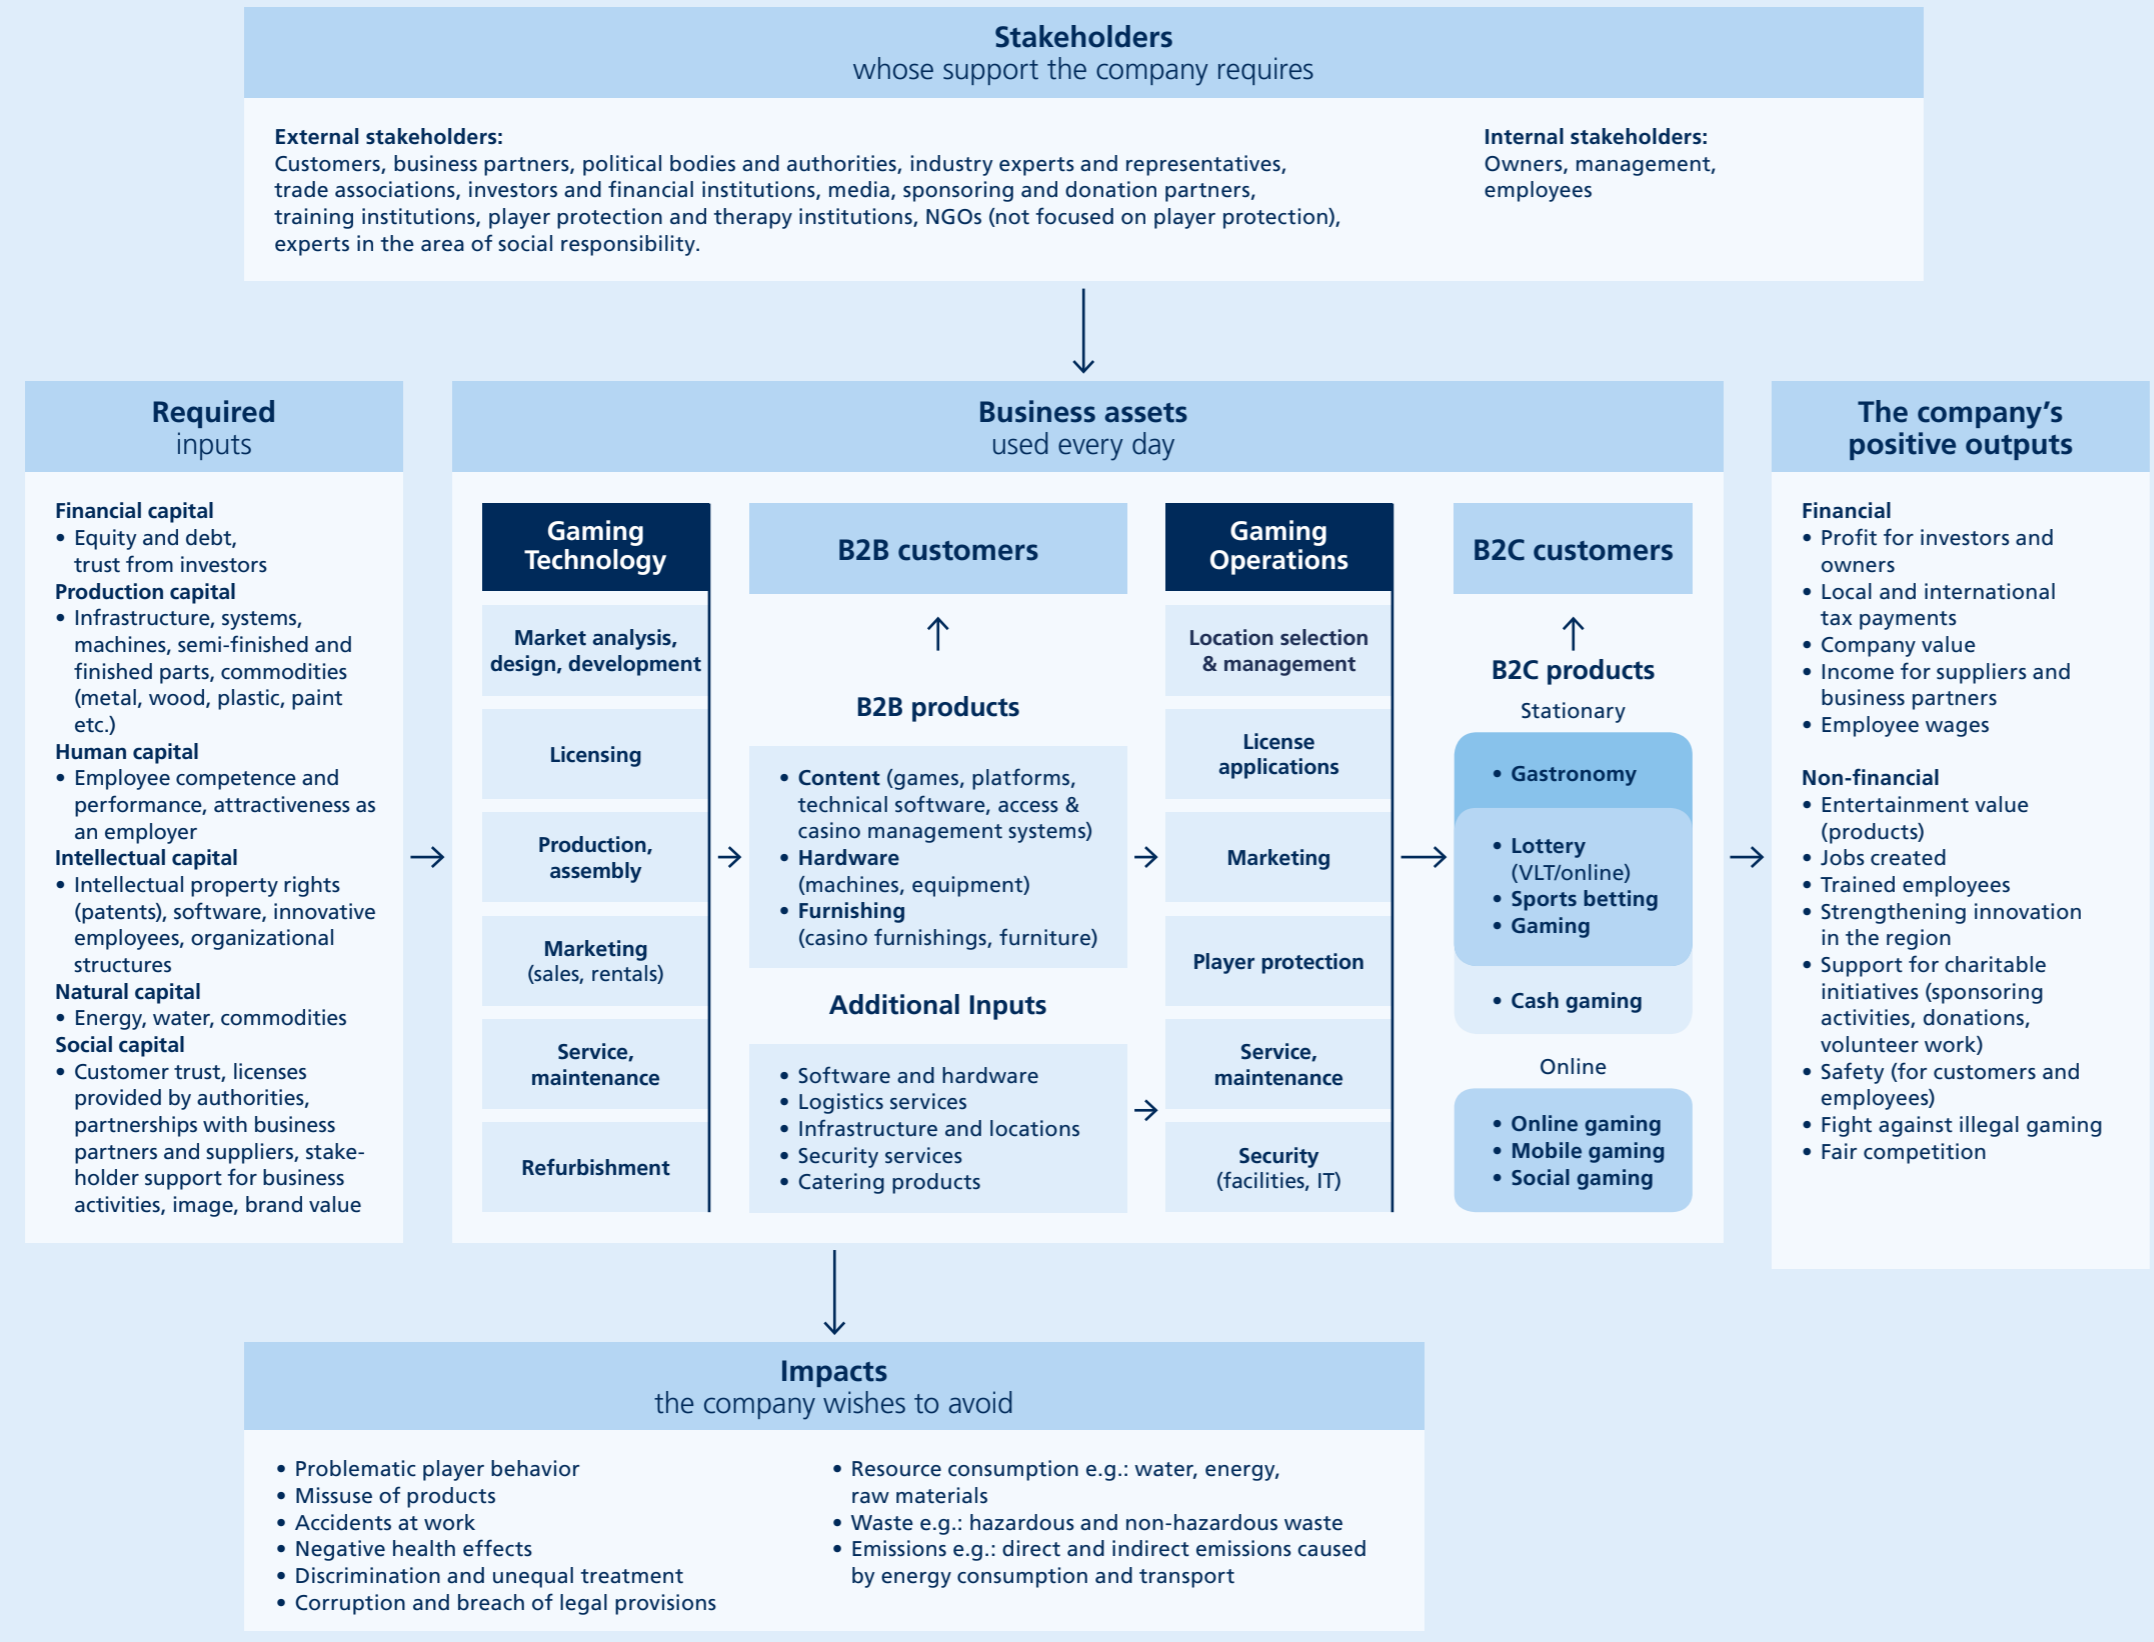 Stakeholders
whose support the company requires
External stakeholders:
Customers, business partners, political bodies and authorities, industry experts and representatives,
trade associations, investors and financial institutions, media, sponsoring and donation partners,
training institutions, player protection and therapy institutions, NGOs (not focused on player protection),
experts in the area of social responsibility.
Internal stakeholders:
Owners, management,
employees
Required
inputs
Financial capital
• Equity and debt,
trust from investors
Production capital
• Infrastructure, systems,
machines, semi-finished and
finished parts, commodities
(metal, wood, plastic, paint
etc.)
Human capital
• Employee competence and
performance, attractiveness as
an employer
Intellectual capital
• Intellectual property rights
(patents), software, innovative
employees, organizational
structures
Natural capital
• Energy, water, commodities
Social capital
• Customer trust, licenses
provided by authorities,
partnerships with business
partners and suppliers, stake-
holder support for business
activities, image, brand value
Business assets
used every day
Gaming
Technology
Market analysis,
design, development
Licensing
Production,
assembly
Marketing
(sales, rentals)
Service,
maintenance
Refurbishment
B2B customers
B2B products
• Content (games, platforms,
technical software, access &
casino management systems)
• Hardware
(machines, equipment)
• Furnishing
(casino furnishings, furniture)
Additional Inputs
• Software and hardware
• Logistics services
• Infrastructure and locations
• Security services
• Catering products
Gaming
Operations
Location selection
& management
License
applications
Marketing
Player protection
Service,
maintenance
Security
(facilities, IT)
B2C customers
B2C products
Stationary
• Gastronomy
• Lottery
(VLT/online)
• Sports betting
• Gaming
• Cash gaming
Online
• Online gaming
• Mobile gaming
• Social gaming
The company’s
positive outputs
Financial
• Profit for investors and
owners
• Local and international
tax payments
• Company value
• Income for suppliers and
business partners
• Employee wages
Non-financial
• Entertainment value
(products)
• Jobs created
• Trained employees
• Strengthening innovation
in the region
• Support for charitable
initiatives (sponsoring
activities, donations,
volunteer work)
• Safety (for customers and
employees)
• Fight against illegal gaming
• Fair competition
Impacts
the company wishes to avoid
• Problematic player behavior
• Missuse of products
• Accidents at work
• Negative health effects
• Discrimination and unequal treatment
• Corruption and breach of legal provisions
• Resource consumption e.g.: water, energy,
raw materials
• Waste e.g.: hazardous and non-hazardous waste
• Emissions e.g.: direct and indirect emissions caused
by energy consumption and transport